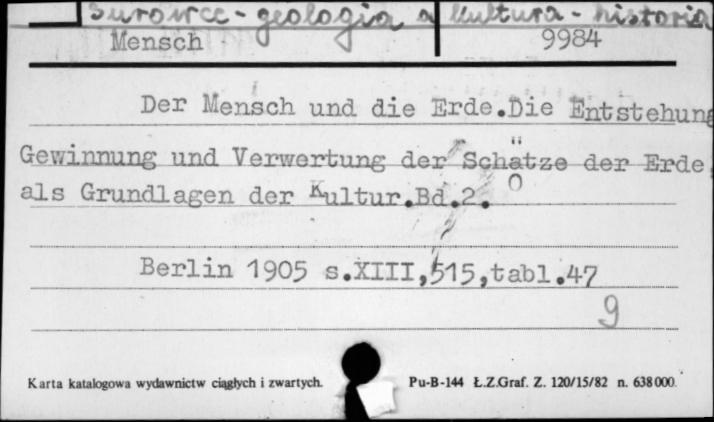 Surowce - geologia a kultura - historia
Mensch 9984
Der Mensch und die Erde.Die Entstehung
Gewinnung und Verwertung der Schätze der Erde
als Grundlagen der Kultur.Bd.2.
Berlin 1905 s.XIII,515,tabl.47
9
Karta katalogowa wydawnictw ciągłych i zwartych. Pu-B-144 Ł.Z.Graf. Z. 120/15/82 n. 638000.